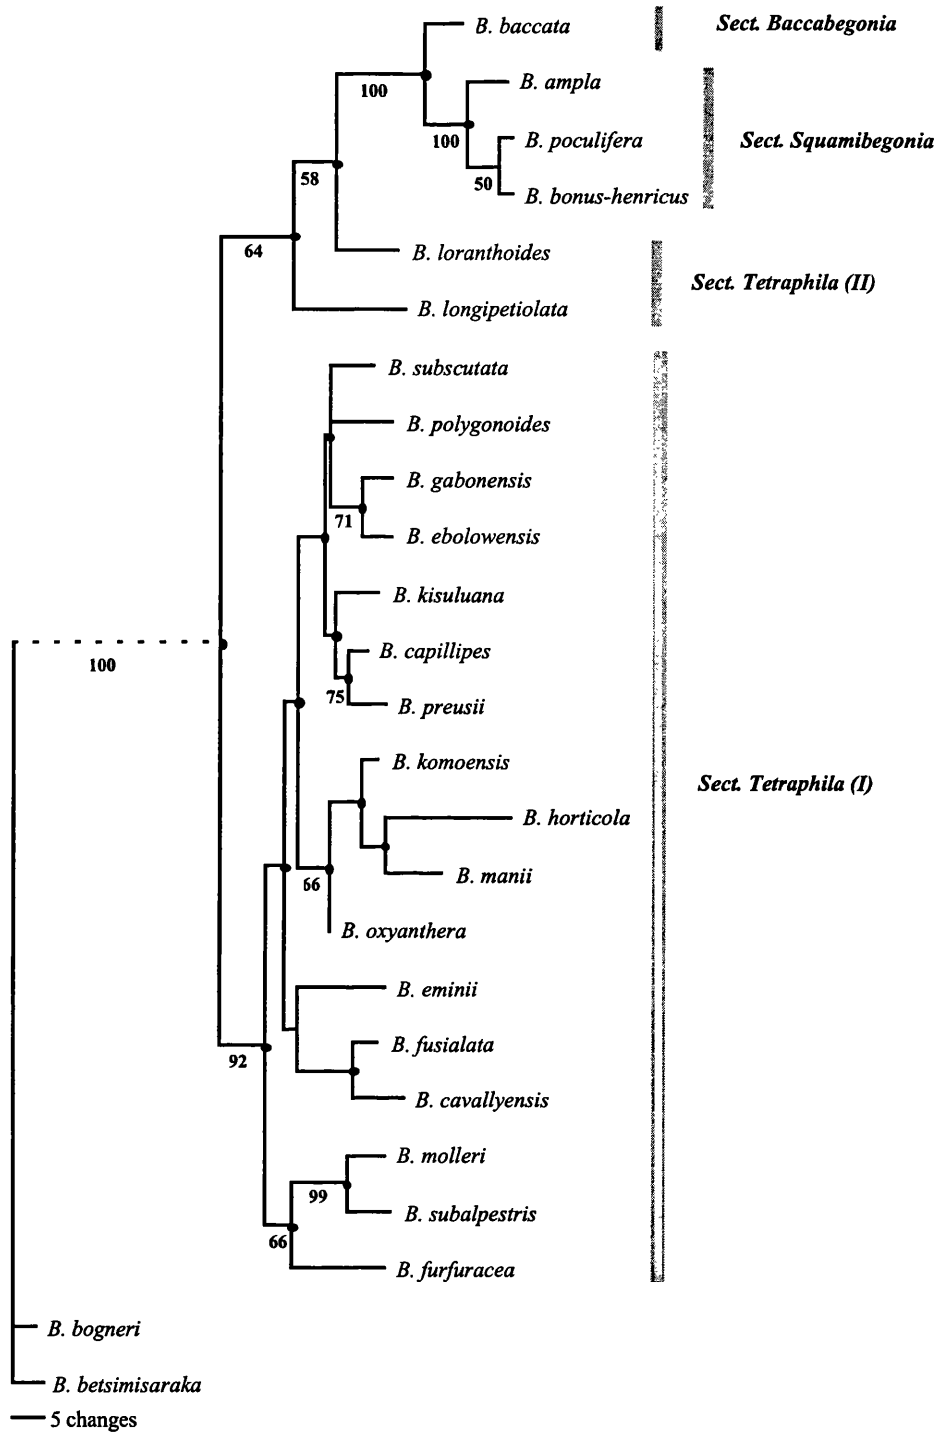 B. baccata
Sect. Baccabegonia
B. ampla
100
100
B. poculifera
Sect. Squamibegonia
58
50
B. bonus-henricus
64
B. loranthoides
Sect. Tetraphila (II)
B. longipetiolata
B. subscutata
B. polygonoides
B. gabonensis
71
B. ebolowensis
B. kisuluana
B. capillipes
100
75
B. preusii
B. komoensis
Sect. Tetraphila (I)
B. horticola
B. manii
66
B. oxyanthera
B. eminii
B. fusialata
92
B. cavallyensis
B. molleri
99
B. subalpestris
66
B. furfuracea
B. bogneri
B. betsimisaraka
5 changes